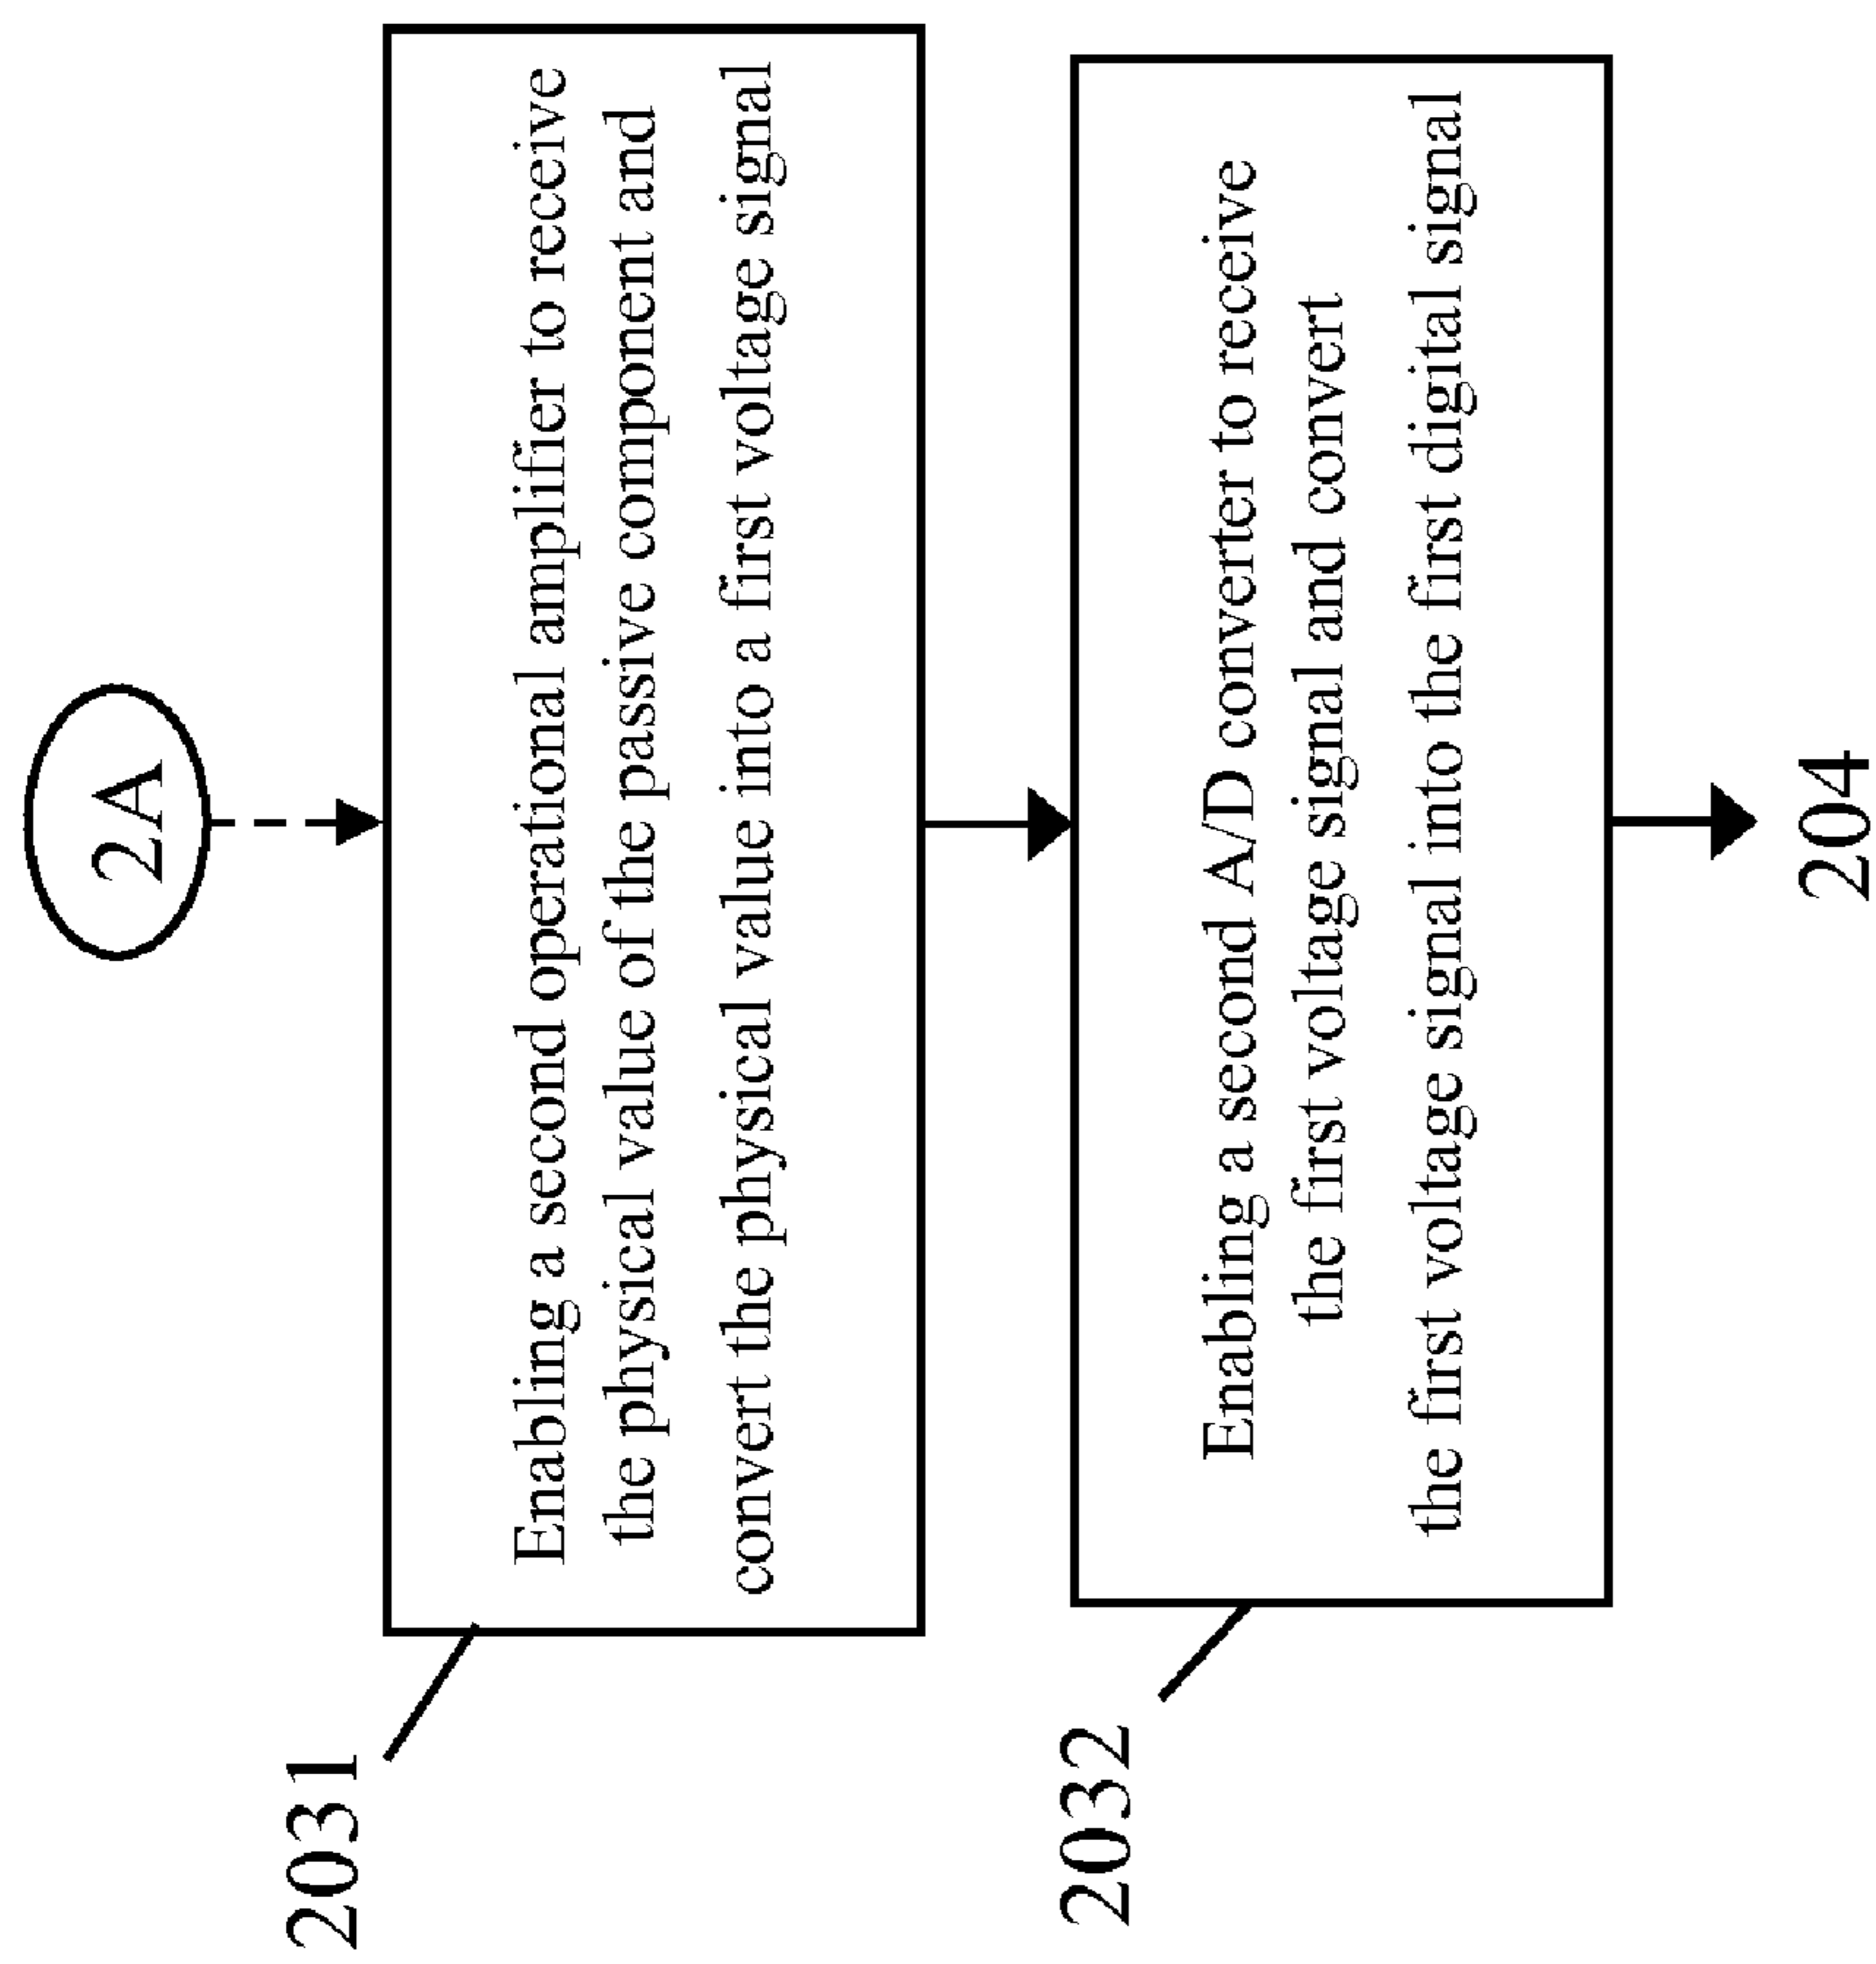 2A
2031
Enabling a second operational amplifier to receive
the physical value of the passive component and
convert the physical value into a first voltage signal
2032
Enabling a second A/D converter to receive
the first voltage signal and convert
the first voltage signal into the first digital signal
204